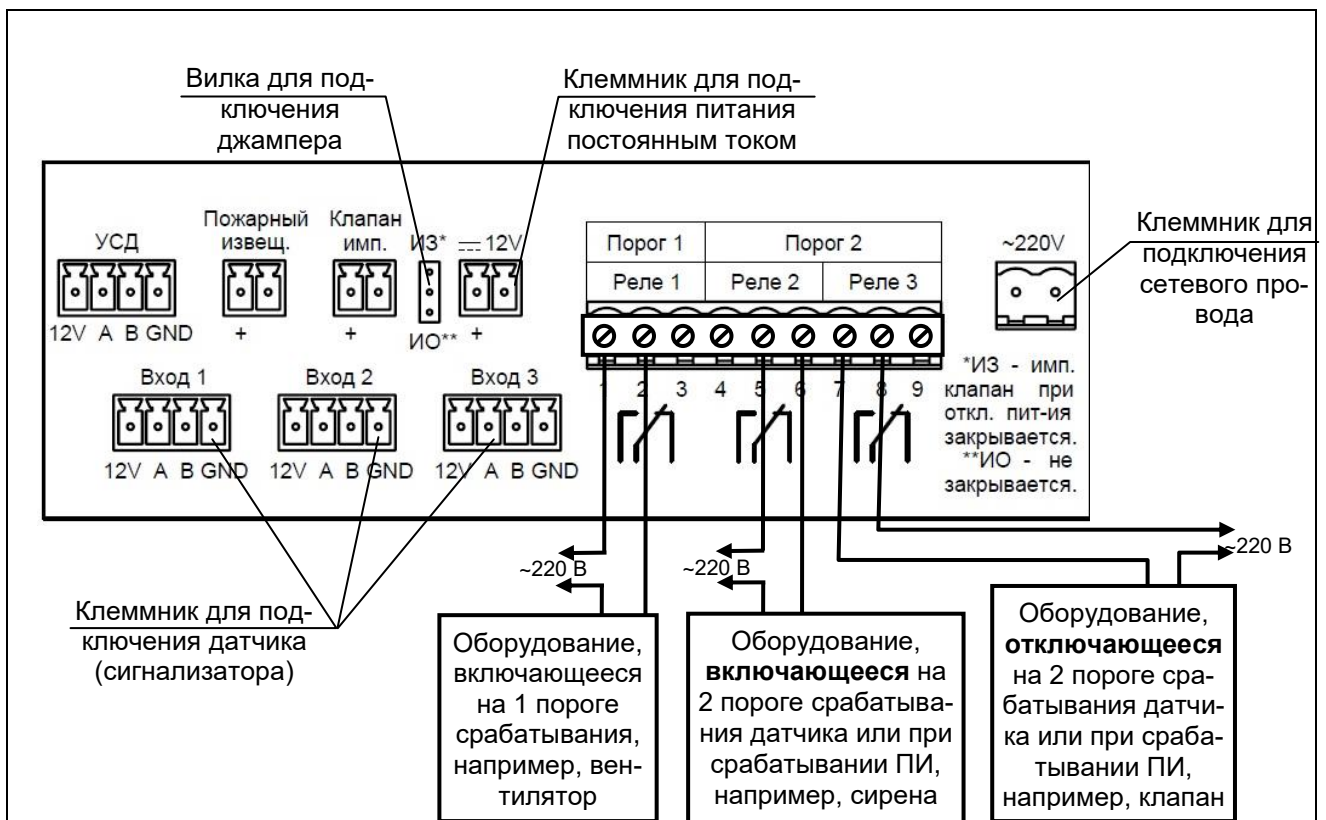 Вилка для под-
ключения
джампера
Клеммник для под-
ключения питания
постоянным током
УСД
12V A B GND
Пожарный
извещ.
+
Клапан
имп.
+
ИЗ*
ИО**
12V
+
Порог 1
Порог 2
Реле 1
Реле 2
Реле 3
1 2 3 4 5 6 7 8 9
~220V
Клеммник для
подключения
сетевого про-
вода
Вход 1
12V A B GND
Вход 2
12V A B GND
Вход 3
12V A B GND
*ИЗ - имп.
клапан при
откл. пит-ия
закрывается.
**ИО - не
закрывается.
~220 В
~220 В
~220 В
Клеммник для под-
ключения датчика
(сигнализатора)
Оборудование,
включающееся
на 1 пороге
срабатывания,
например, вен-
тилятор
Оборудование,
включающееся на
2 пороге срабатыва-
ния датчика или при
срабатывании ПИ,
например, сирена
Оборудование,
отключающееся
на 2 пороге сра-
батывания датчи-
ка или при сраба-
тывании ПИ,
например, клапан